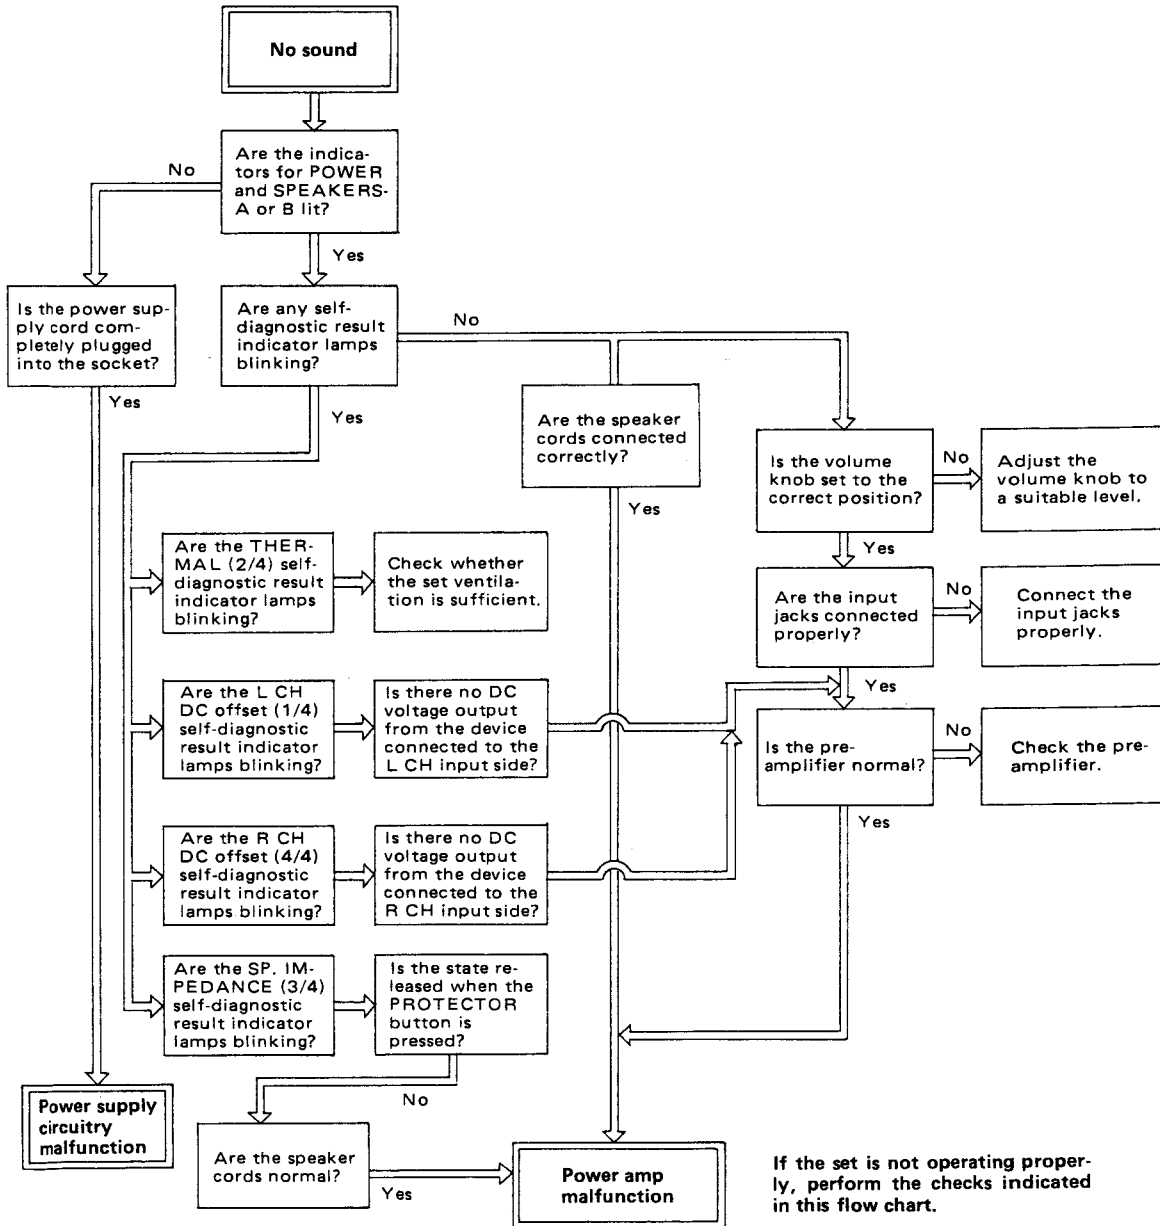 No sound
Are the indica-
tors for POWER
and SPEAKERS-
A or B lit?
No
Yes
Is the power sup-
ply cord com-
pletely plugged
into the socket?
Yes
Are any self-
diagnostic result
indicator lamps
blinking?
No
Yes
Are the speaker
cords connected
correctly?
Yes
Is the volume
knob set to the
correct position?
No
Adjust the
volume knob to
a suitable level.
Yes
Are the THER-
MAL (2/4) self-
diagnostic result
indicator lamps
blinking?
Check whether
the set ventila-
tion is sufficient.
Are the input
jacks connected
properly?
No
Connect the
input jacks
properly.
Yes
Are the L CH
DC offset (1/4)
self-diagnostic
result indicator
lamps blinking?
Is there no DC
voltage output
from the device
connected to the
L CH input side?
Is the pre-
amplifier normal?
No
Check the pre-
amplifier.
Yes
Are the R CH
DC offset (4/4)
self-diagnostic
result indicator
lamps blinking?
Is there no DC
voltage output
from the device
connected to the
R CH input side?
Are the SP. IM-
PEDANCE (3/4)
self-diagnostic
result indicator
lamps blinking?
Is the state re-
leased when the
PROTECTOR
button is
pressed?
No
Power supply
circuitry
malfunction
Are the speaker
cords normal?
Yes
Power amp
malfunction
If the set is not operating proper-
ly, perform the checks indicated
in this flow chart.